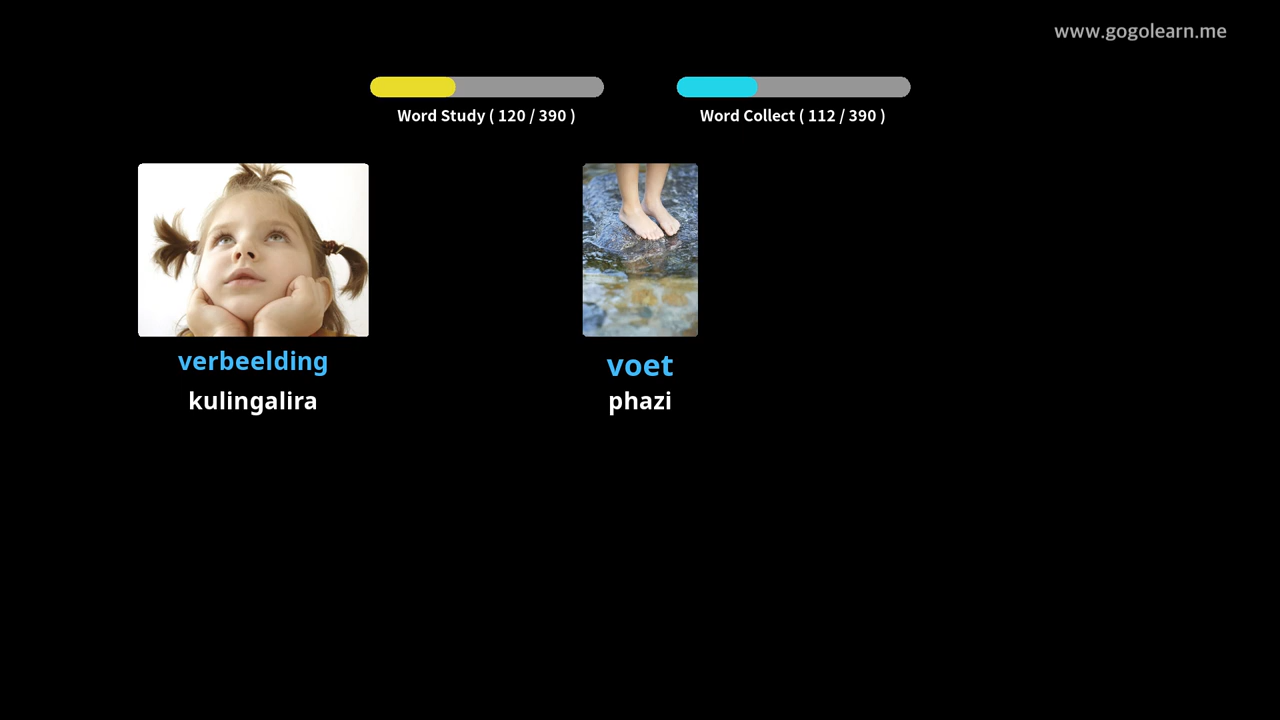 www.gogolearn.me
Word Study ( 120 / 390 )
Word Collect ( 112 / 390 )
verbeelding
kulingalira
voet
phazi